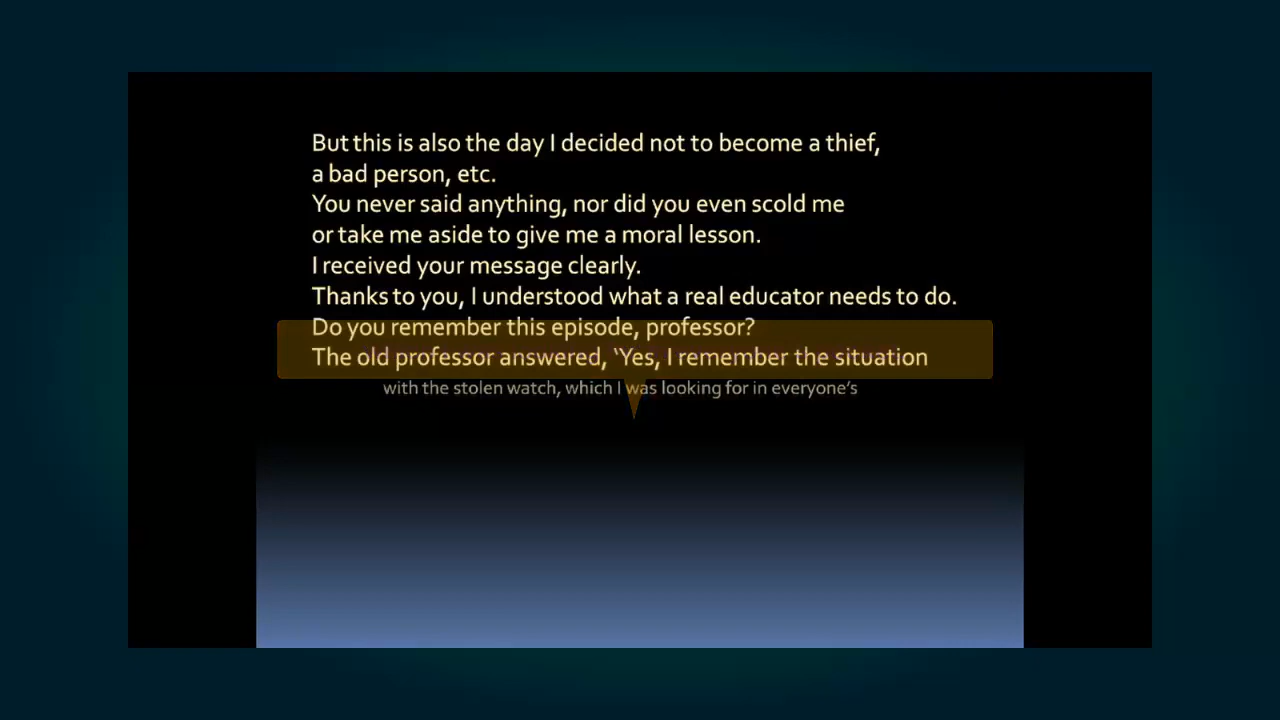 But this is also the day I decided not to become a thief,
a bad person, etc.
You never said anything, nor did you even scold me
or take me aside to give me a moral lesson.
I received your message clearly.
Thanks to you, I understood what a real educator needs to do.
Do you remember this episode, professor?
The old professor answered, ‘Yes, I remember the situation
with the stolen watch, which I was looking for in everyone’s